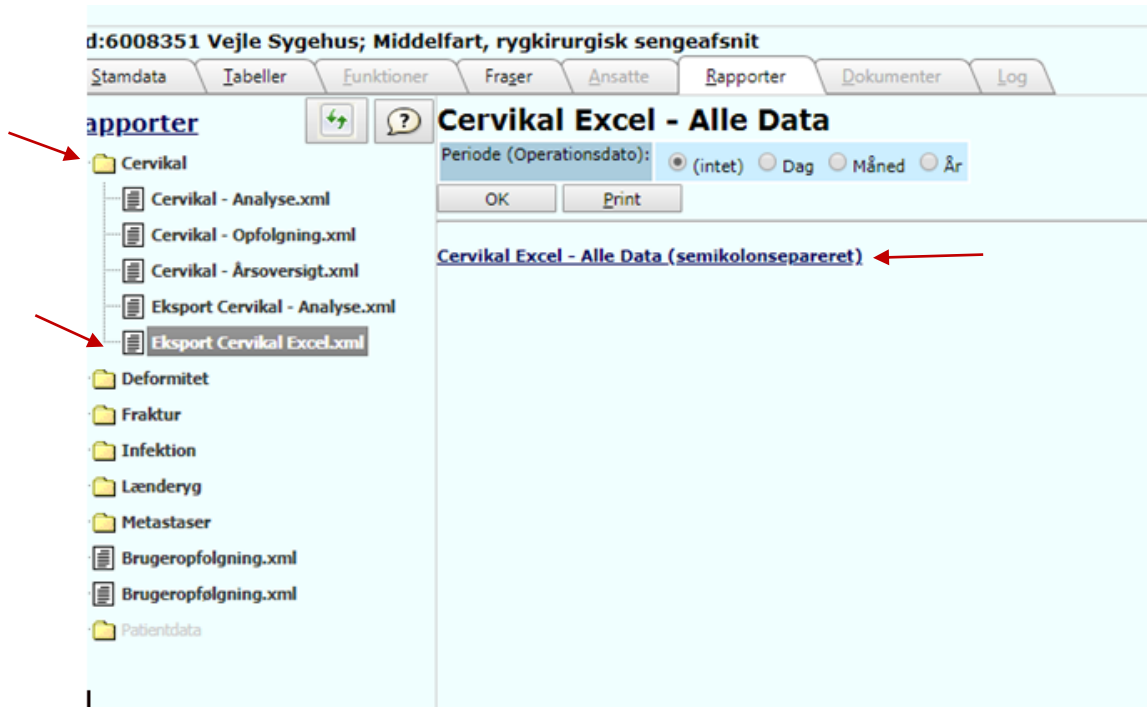 d:6008351 Vejle Sygehus; Middelfart, rygkirurgisk sengeafsnit
Stamdata Tabeller Funktioner Fraser Ansatte Rapporter Dokumenter Log
apporter
Cervikal
Cervikal - Analyse.xml
Cervikal - Opfolgning.xml
Cervikal - Årsoversigt.xml
Eksport Cervikal - Analyse.xml
Eksport Cervikal Excel.xml
Deformitet
Fraktur
Infektion
Lænderyg
Metastaser
Brugeropfolgning.xml
Brugeropfølgning.xml
Patientdata
Cervikal Excel - Alle Data
Periode (Operationsdato): (intet) Dag Måned År
OK Print
Cervikal Excel - Alle Data (semikolonsepareret)